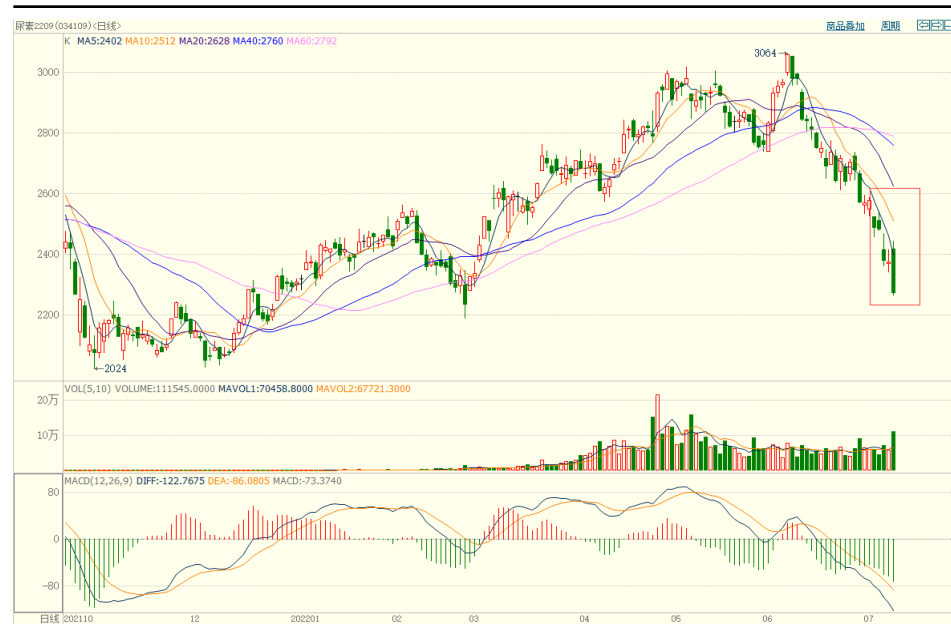 尿素2209(034109)<日线> 商品叠加 周期
K MA5:2402 MA10:2512 MA20:2628 MA40:2760 MA60:2792
3064
3000
2800
2600
2400
2200
2024
VOL(5,10) VOLUME:111545.0000 MAVOL1:70458.8000 MAVOL2:67721.3000
20万
10万
MACD(12,26,9) DIFF:-122.7675 DEA:-86.0805 MACD:-73.3740
80
0
-80
日线 202110 12 202201 02 03 04 05 06 07